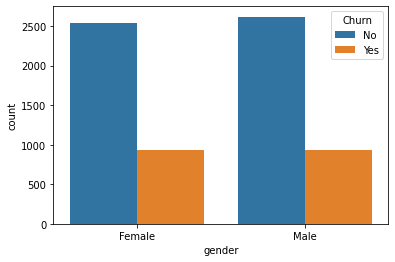 Churn
No
Yes
2500
2000
1500
1000
500
0
count
Female
Male
gender